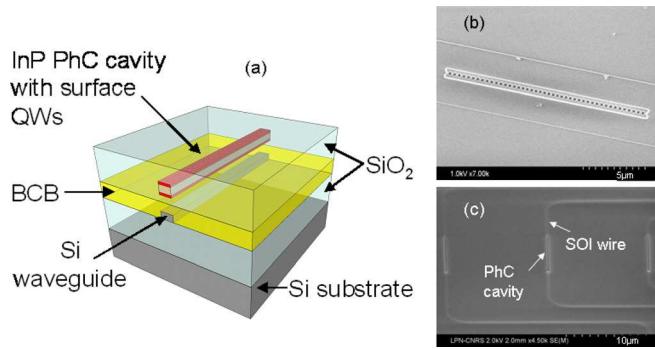 (a)
InP PhC cavity
with surface
QWs
SiO2
BCB
Si
waveguide
Si substrate
(b)
1.0kV x7.00k
5μm
(c)
SOI wire
PhC
cavity
LPN-CNRS 2.0kV 2.0mm x4.50k SE(M)
10μm